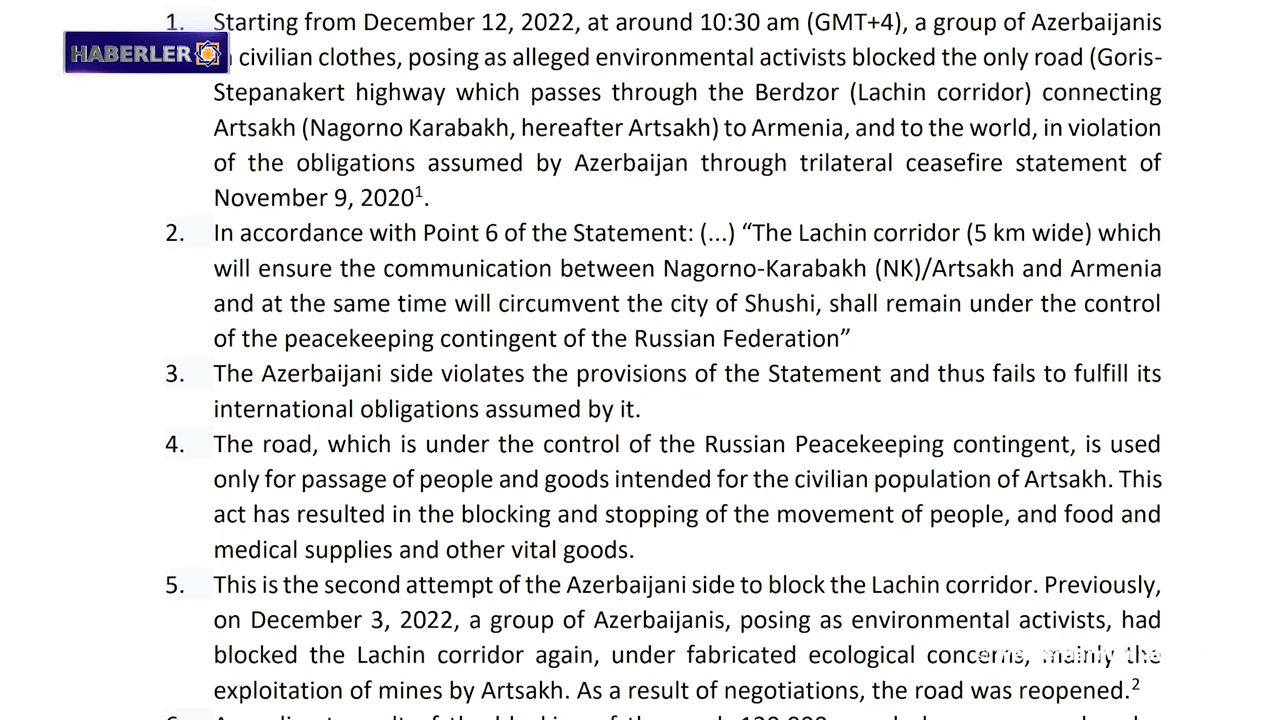 1. Starting from December 12, 2022, at around 10:30 am (GMT+4), a group of Azerbaijanis
HABERLER
civilian clothes, posing as alleged environmental activists blocked the only road (Goris-
Stepanakert highway which passes through the Berdzor (Lachin corridor) connecting
Artsakh (Nagorno Karabakh, hereafter Artsakh) to Armenia, and to the world, in violation
of the obligations assumed by Azerbaijan through trilateral ceasefire statement of
November 9, 2020¹.
2. In accordance with Point 6 of the Statement: (...) “The Lachin corridor (5 km wide) which
will ensure the communication between Nagorno-Karabakh (NK)/Artsakh and Armenia
and at the same time will circumvent the city of Shushi, shall remain under the control
of the peacekeeping contingent of the Russian Federation”
3. The Azerbaijani side violates the provisions of the Statement and thus fails to fulfill its
international obligations assumed by it.
4. The road, which is under the control of the Russian Peacekeeping contingent, is used
only for passage of people and goods intended for the civilian population of Artsakh. This
act has resulted in the blocking and stopping of the movement of people, and food and
medical supplies and other vital goods.
5. This is the second attempt of the Azerbaijani side to block the Lachin corridor. Previously,
on December 3, 2022, a group of Azerbaijanis, posing as environmental activists, had
blocked the Lachin corridor again, under fabricated ecological concerns, mainly the
exploitation of mines by Artsakh. As a result of negotiations, the road was reopened.²